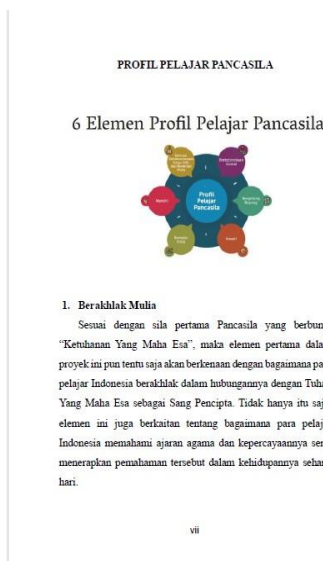 PROFIL PELAJAR PANCASILA
6 Elemen Profil Pelajar Pancasila
Profil
Pelajar
Pancasila
Mandiri
Kreatif
1. Berakhlak Mulia
Sesuai dengan sila pertama Pancasila yang berbun
“Ketuhanan Yang Maha Esa”, maka elemen pertama dala
proyek ini pun tentu saja akan berkenaan dengan bagaimana pa
pelajar Indonesia berakhlak dalam hubungannya dengan Tuha
Yang Maha Esa sebagai Sang Pencipta. Tidak hanya itu saj
elemen ini juga berkaitan tentang bagaimana para pelaj
Indonesia memahami ajaran agama dan kepercayaannya ser
menerapkan pemahaman tersebut dalam kehidupannya sehar
hari.
vii